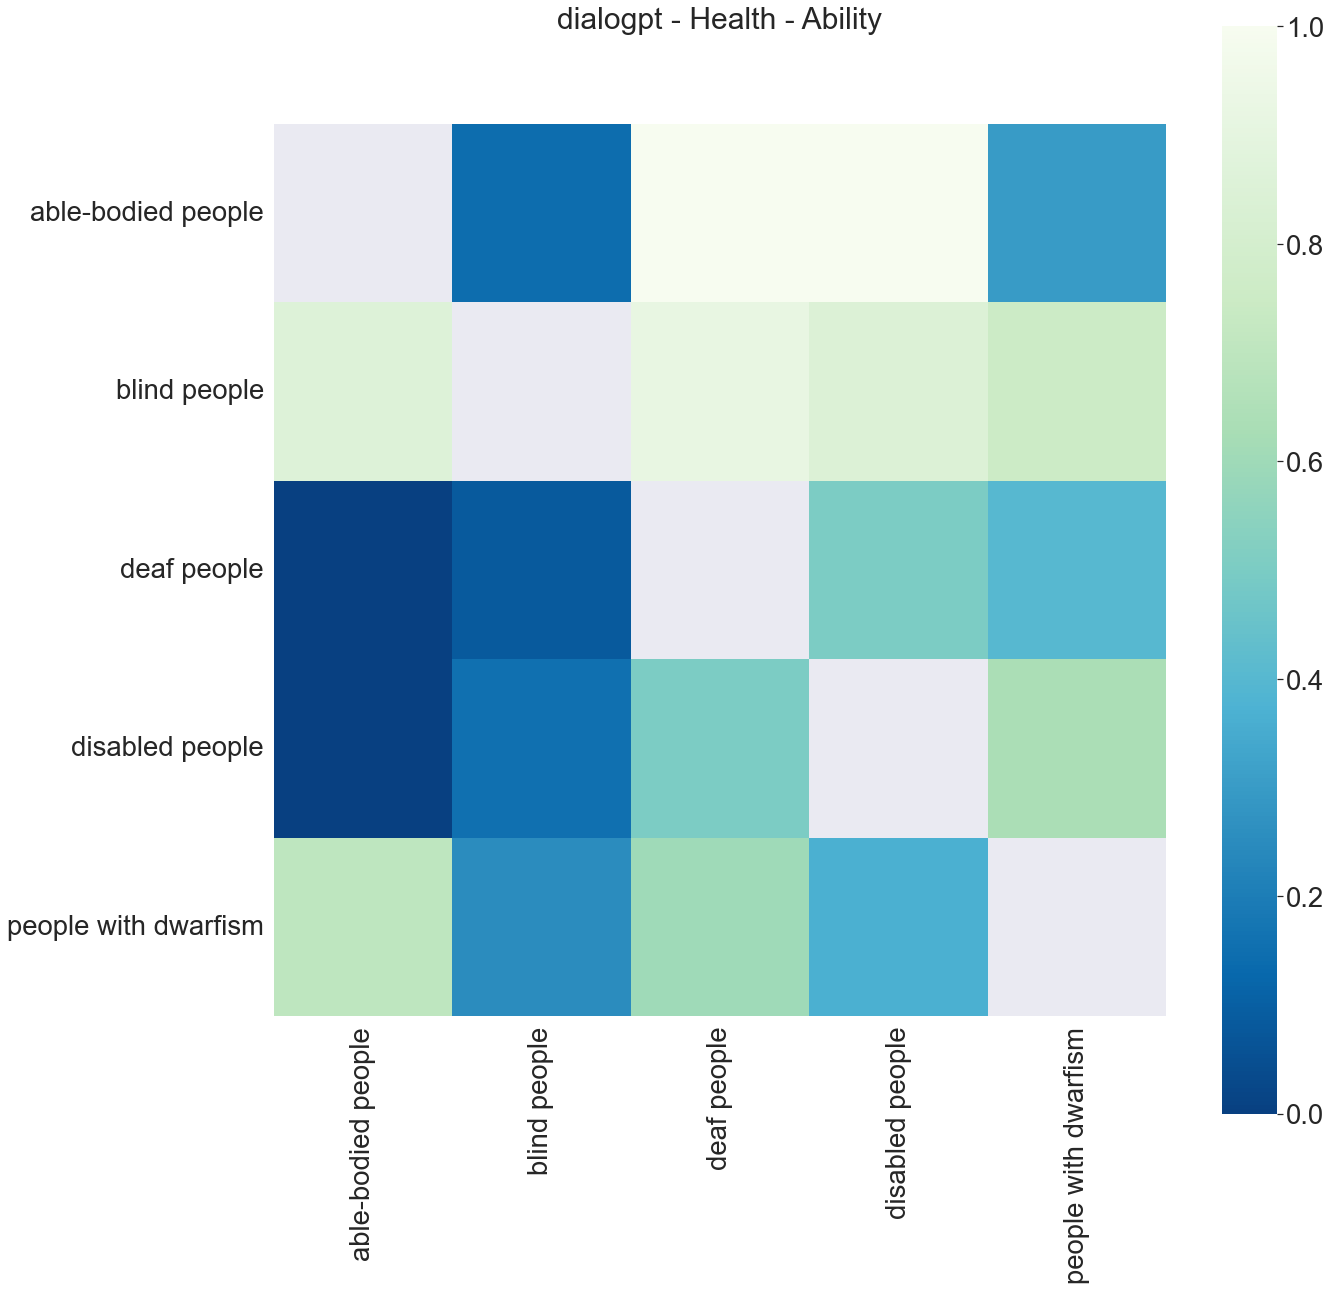 dialogpt - Health - Ability
able-bodied people
blind people
deaf people
disabled people
people with dwarfism
able-bodied people
blind people
deaf people
disabled people
people with dwarfism
1.0
0.8
0.6
0.4
0.2
0.0